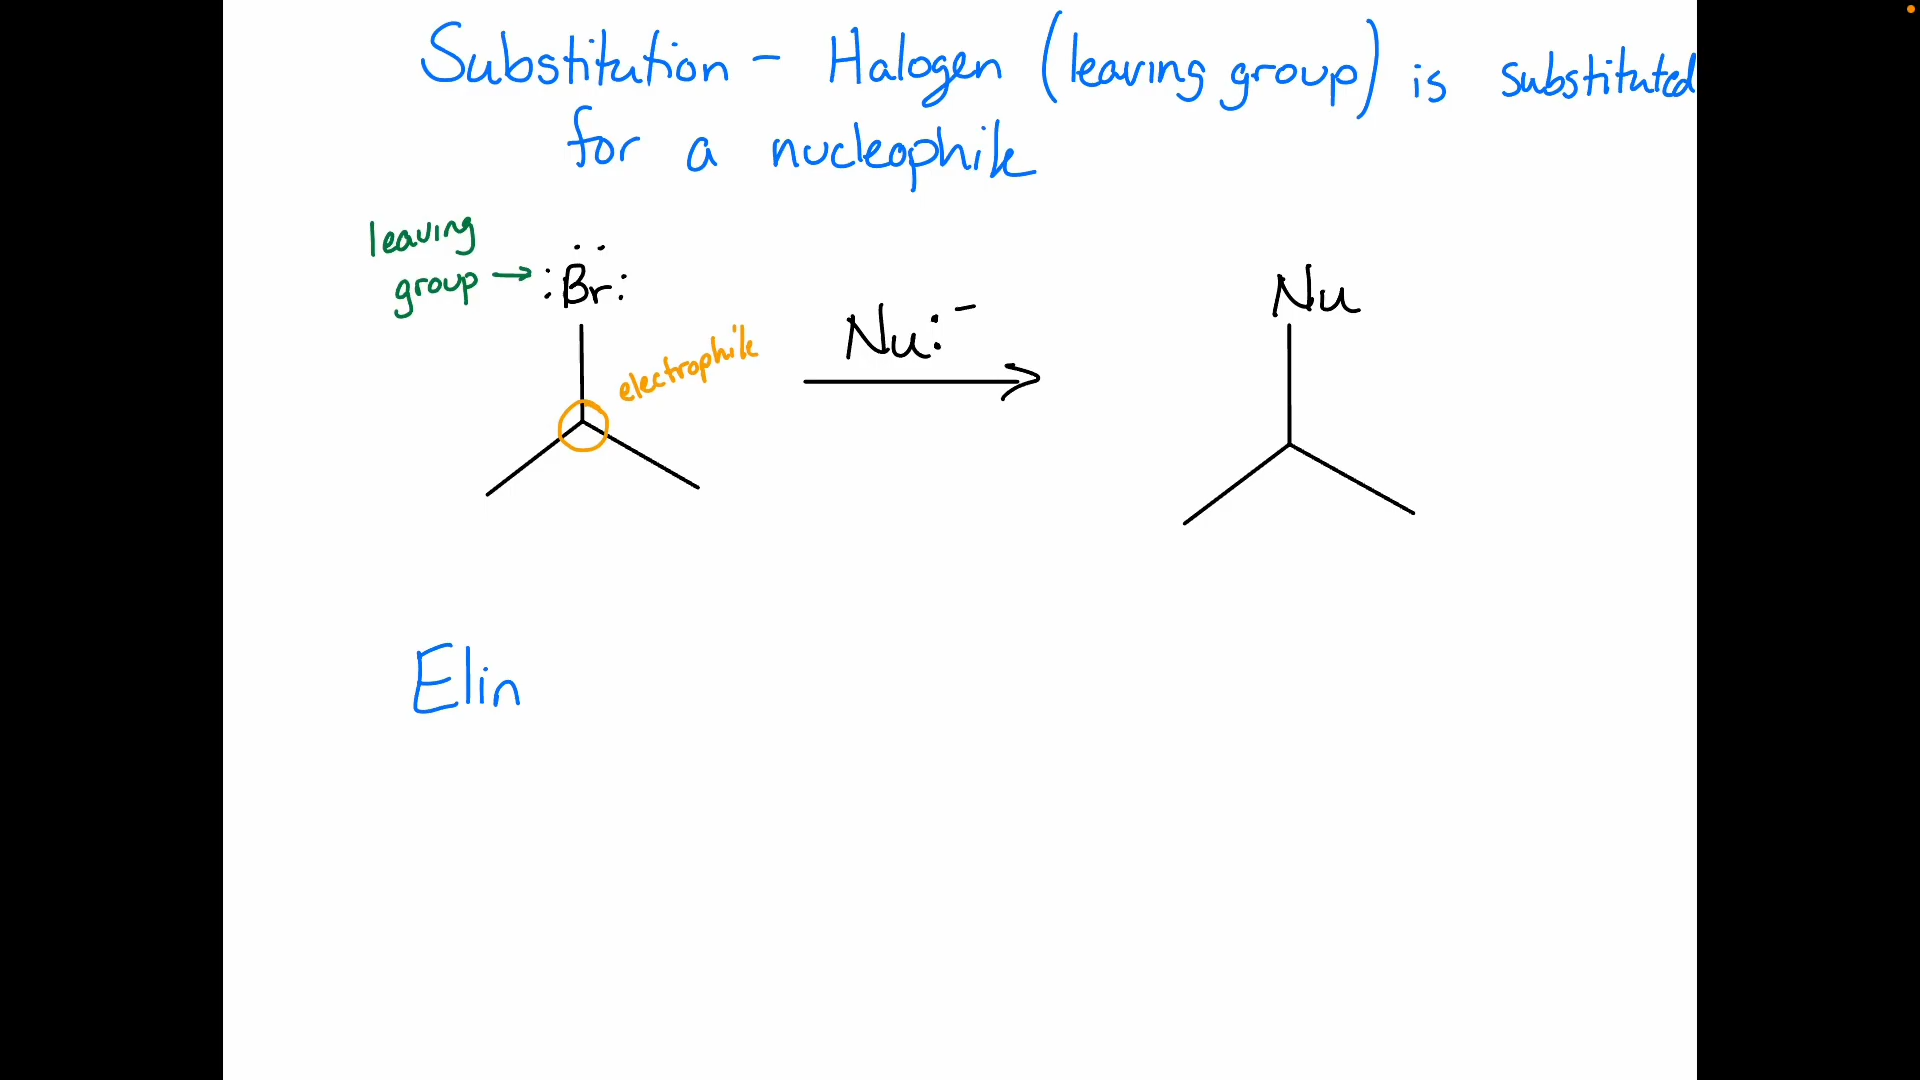 Substitution - Halogen (leaving group) is substituted
for a nucleophile
leaving
group → :Br:
electrophile
Nu:⁻
Nu
Elin